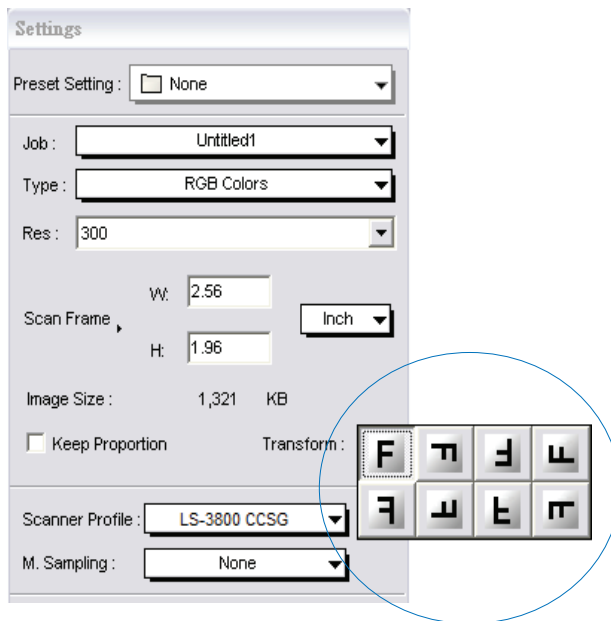 Settings
Preset Setting : None
Job : Untitled1
Type : RGB Colors
Res : 300
W: 2.56
Scan Frame Inch
H: 1.96
Image Size : 1,321 KB
Keep Proportion Transform :
F F F F
F F F F
Scanner Profile : LS-3800 CCSG
M. Sampling : None